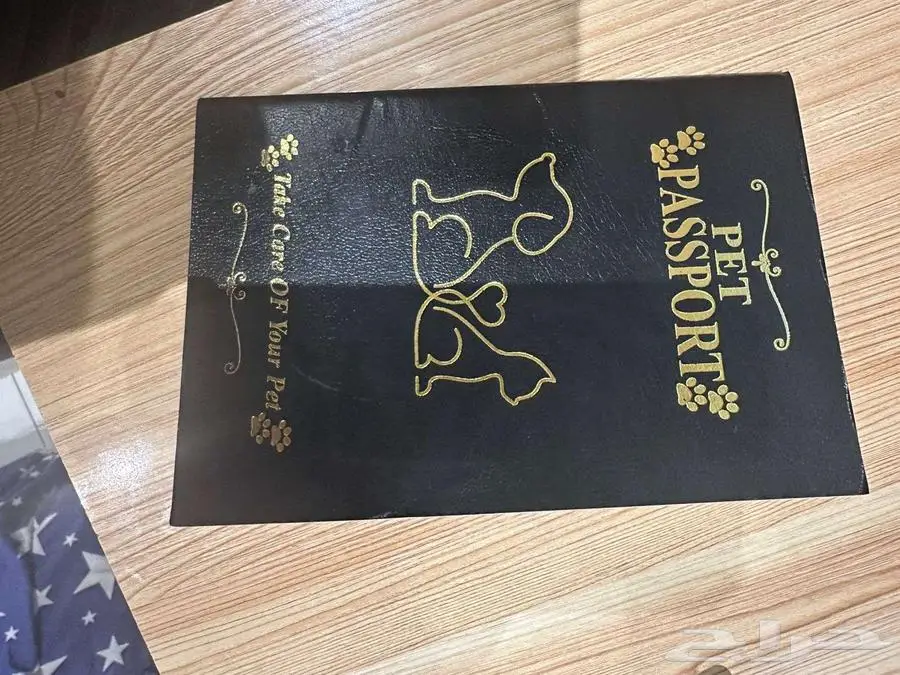 PET
PASSPORT
Take Care OF Your Pet
حراج